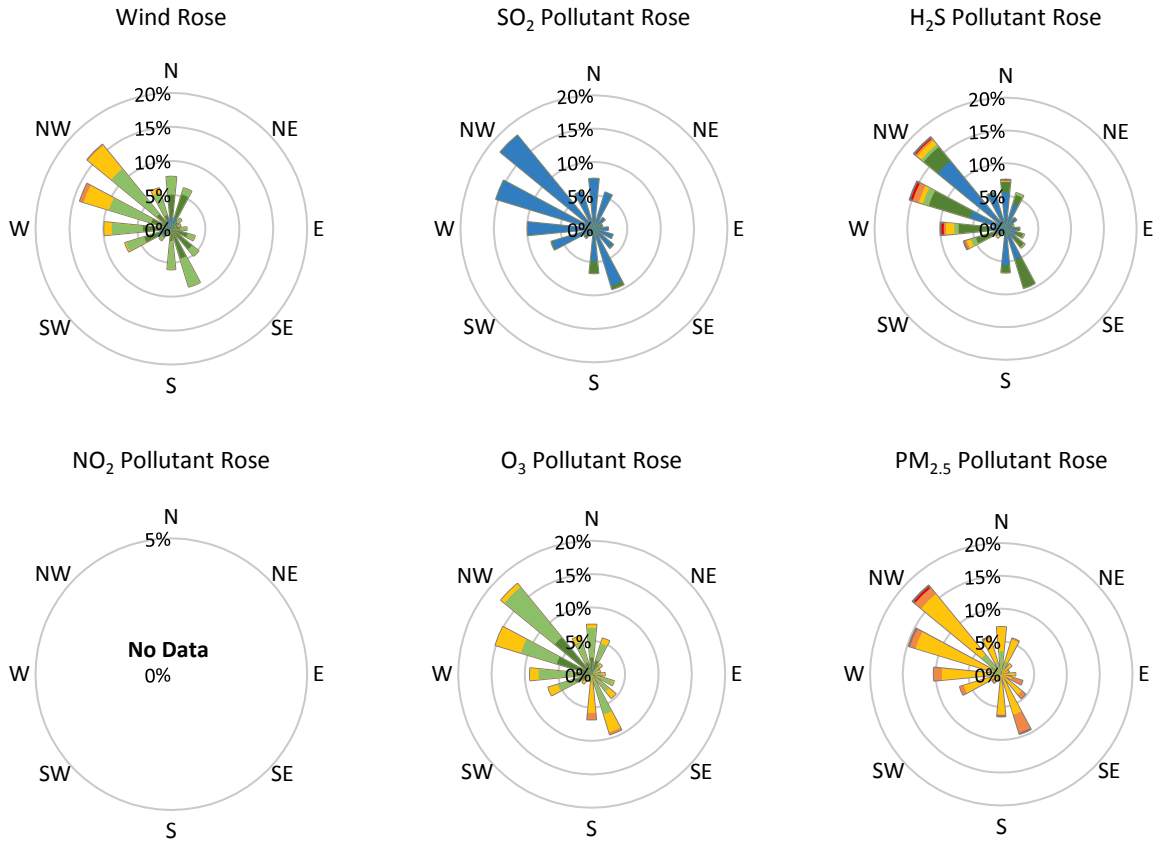 Wind Rose
N
20%
15%
10%
5%
0%
NW
NE
W
E
SW
SE
S
SO₂ Pollutant Rose
N
20%
15%
10%
5%
0%
NW
NE
W
E
SW
SE
S
H₂S Pollutant Rose
N
20%
15%
10%
5%
0%
NW
NE
W
E
SW
SE
S
NO₂ Pollutant Rose
N
5%
NW
NE
No Data
W
0%
E
SW
SE
S
O₃ Pollutant Rose
N
20%
15%
10%
5%
0%
NW
NE
W
E
SW
SE
S
PM₂.₅ Pollutant Rose
N
20%
15%
10%
5%
0%
NW
NE
W
E
SW
SE
S